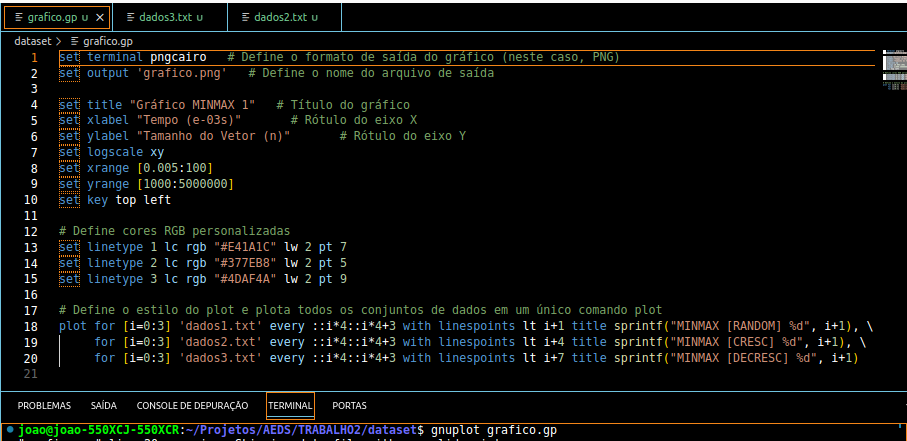 grafico.gp U × dados3.txt U dados2.txt U
dataset > grafico.gp
1 set terminal pngcairo # Define o formato de saída do gráfico (neste caso, PNG)
2 set output 'grafico.png' # Define o nome do arquivo de saída
3
4 set title "Gráfico MINMAX 1" # Título do gráfico
5 set xlabel "Tempo (e-03s)" # Rótulo do eixo X
6 set ylabel "Tamanho do Vetor (n)" # Rótulo do eixo Y
7 set logscale xy
8 set xrange [0.005:100]
9 set yrange [1000:5000000]
10 set key top left
11
12 # Define cores RGB personalizadas
13 set linetype 1 lc rgb "#E41A1C" lw 2 pt 7
14 set linetype 2 lc rgb "#377EB8" lw 2 pt 5
15 set linetype 3 lc rgb "#4DAF4A" lw 2 pt 9
16
17 # Define o estilo do plot e plota todos os conjuntos de dados em um único comando plot
18 plot for [i=0:3] 'dados1.txt' every ::i*4::i*4+3 with linespoints lt i+1 title sprintf("MINMAX [RANDOM] %d", i+1), \
19 for [i=0:3] 'dados2.txt' every ::i*4::i*4+3 with linespoints lt i+4 title sprintf("MINMAX [CRESC] %d", i+1), \
20 for [i=0:3] 'dados3.txt' every ::i*4::i*4+3 with linespoints lt i+7 title sprintf("MINMAX [DECRESC] %d", i+1)
21
PROBLEMAS SAÍDA CONSOLE DE DEPURAÇÃO TERMINAL PORTAS
joao@joao-550XCJ-550XCR:~/Projetos/AEDS/TRABALHO2/dataset$ gnuplot grafico.gp